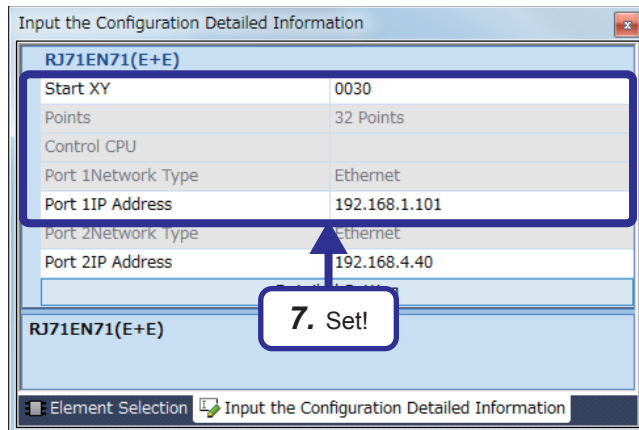 Input the Configuration Detailed Information
RJ71EN71(E+E)
Start XY 0030
Points 32 Points
Control CPU
Port 1Network Type Ethernet
Port 1IP Address 192.168.1.101
Port 2Network Type Ethernet
Port 2IP Address 192.168.4.40
7. Set!
RJ71EN71(E+E)
Element Selection Input the Configuration Detailed Information